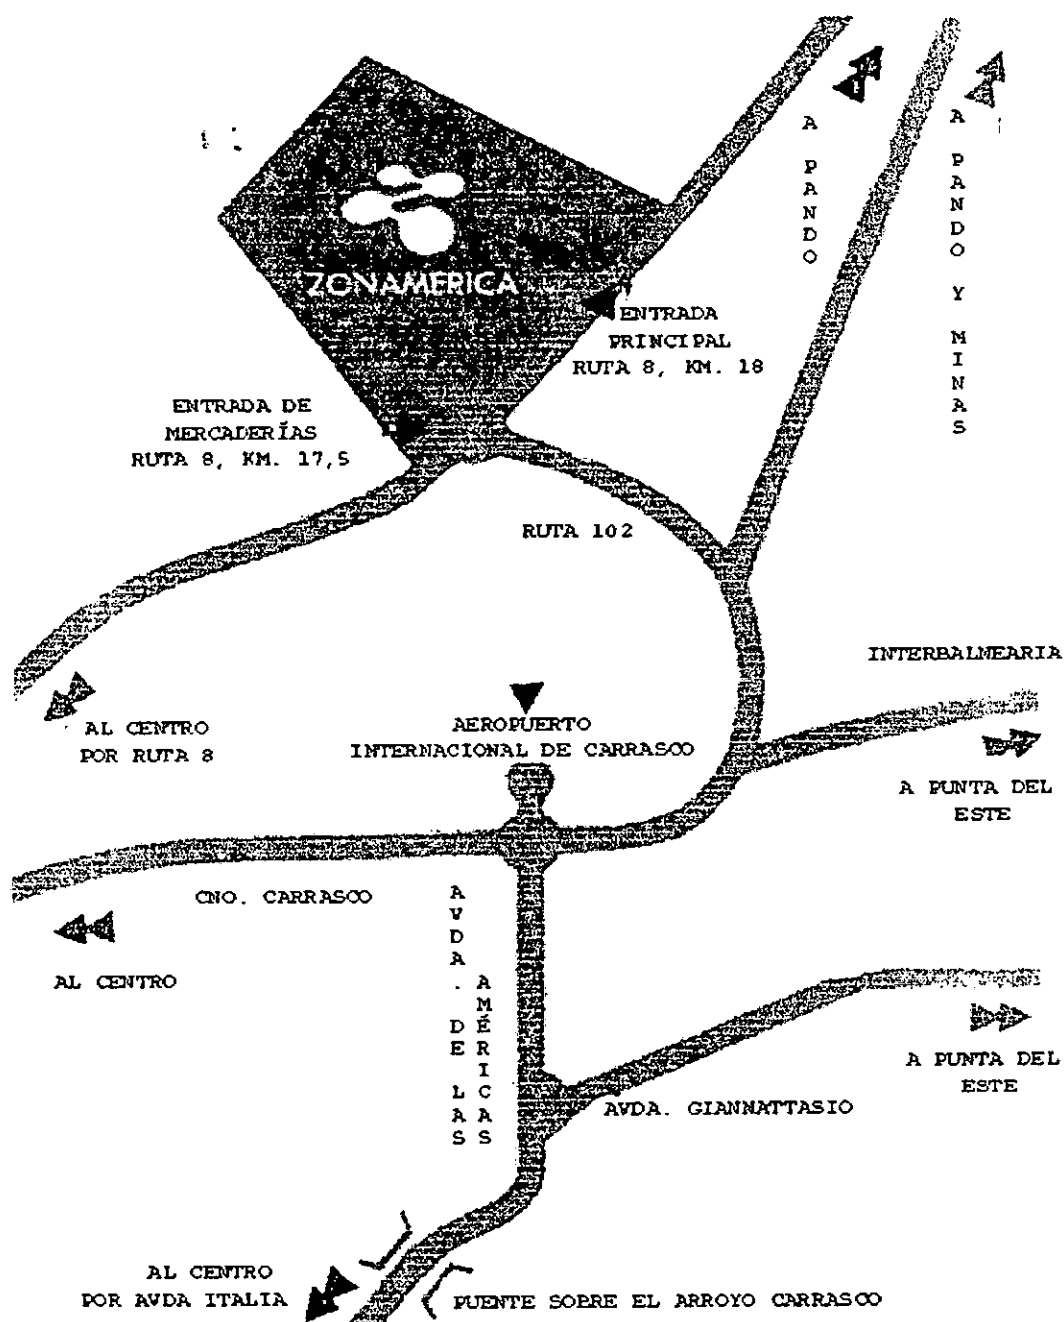 A PANDO
A PANDO Y MINAS
ZONAMERICA
ENTRADA
PRINCIPAL
RUTA 8, KM. 18
ENTRADA DE
MERCADERÍAS
RUTA 8, KM. 17,5
RUTA 102
INTERBALNEARIA
AL CENTRO
POR RUTA 8
AEROPUERTO
INTERNACIONAL DE CARRASCO
A PUNTA DEL
ESTE
CNO. CARRASCO
AL CENTRO
AVDA. DE LAS
AMÉRICAS
A PUNTA DEL
ESTE
AVDA. GIANNATTASIO
AL CENTRO
POR AVDA ITALIA
PUENTE SOBRE EL ARROYO CARRASCO